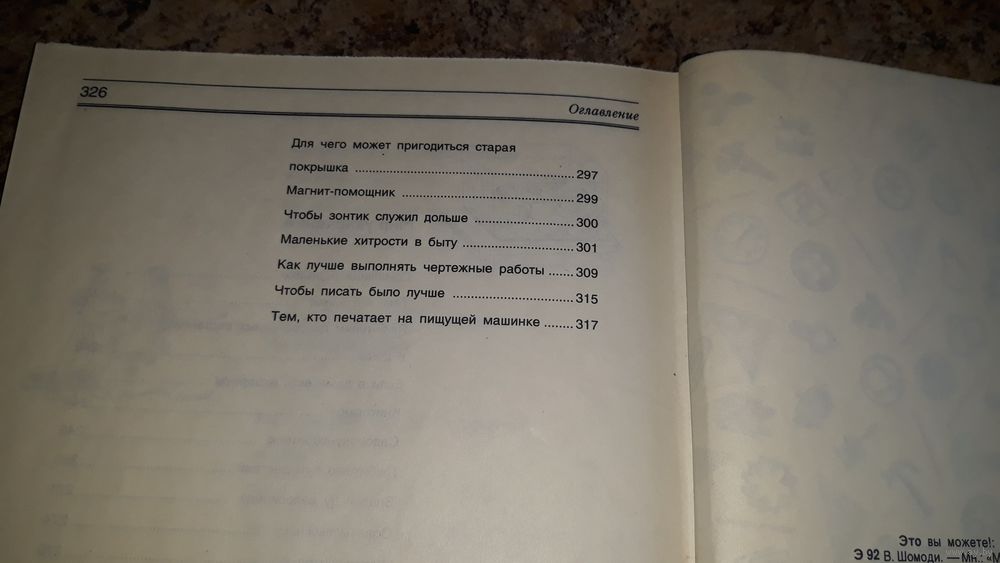 326
Оглавление
Для чего может пригодиться старая
покрышка ........................................................ 297
Магнит-помощник ............................................ 299
Чтобы зонтик служил дольше ......................... 300
Маленькие хитрости в быту ............................ 301
Как лучше выполнять чертежные работы ...... 309
Чтобы писать было лучше .............................. 315
Тем, кто печатает на пищущей машинке ........ 317
Это вы можете!:
Э 92 В. Шомоди. — Мн.: «М